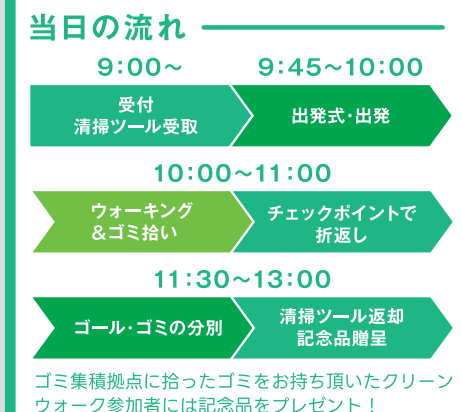 当日の流れ
9:00～
9:45～10:00
受付
清掃ツール受取
出発式・出発
10:00～11:00
ウォーキング
&ゴミ拾い
チェックポイントで
折返し
11:30～13:00
ゴール・ゴミの分別
清掃ツール返却
記念品贈呈
ゴミ集積拠点に拾ったゴミをお持ち頂いたクリーン
ウォーク参加者には記念品をプレゼント！